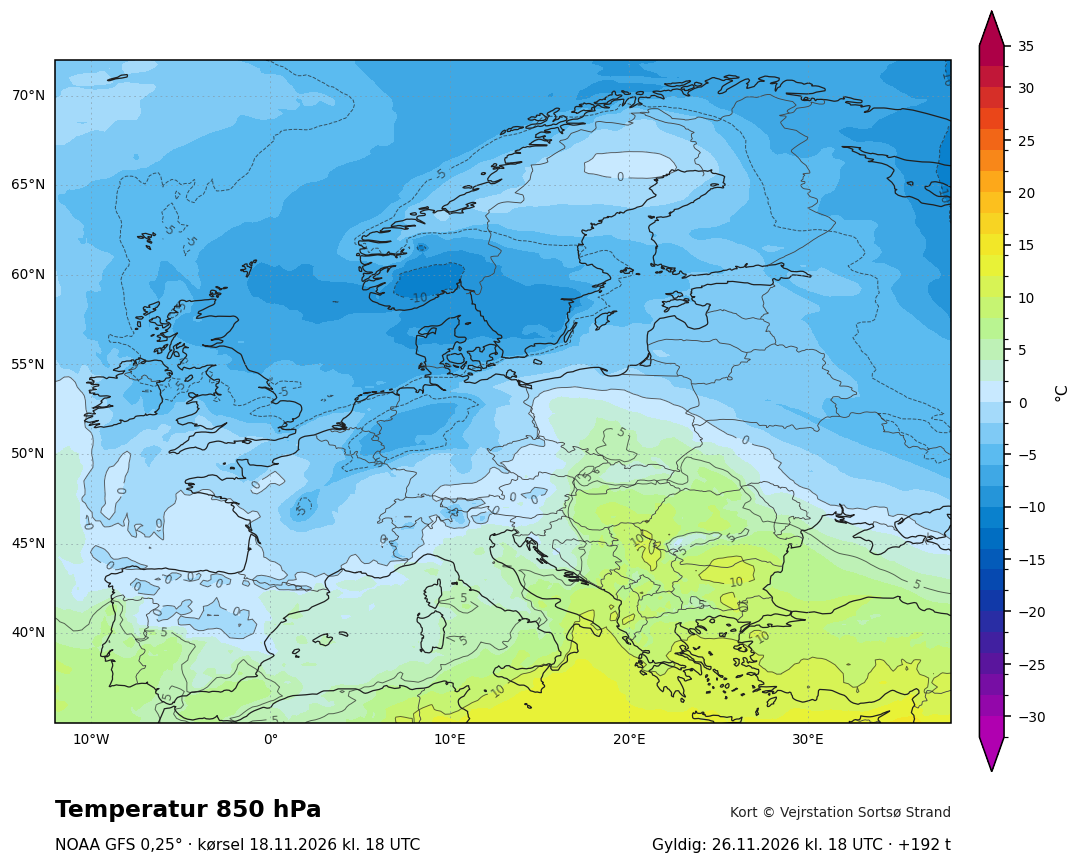 70°N
65°N
60°N
55°N
50°N
45°N
40°N
10°W
0°
10°E
20°E
30°E
35
30
25
20
15
10
5
0
−5
−10
−15
−20
−25
−30
°C
Temperatur 850 hPa
Kort © Vejrstation Sortsø Strand
NOAA GFS 0,25° · kørsel 18.11.2026 kl. 18 UTC
Gyldig: 26.11.2026 kl. 18 UTC · +192 t